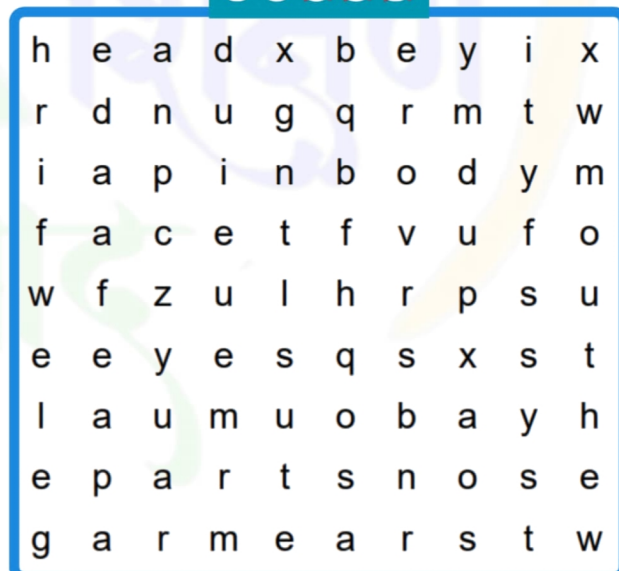 h e a d x b e y i x
r d n u g q r m t w
i a p i n b o d y m
f a c e t f v u f o
w f z u l h r p s u
e e y e s q s x s t
l a u m u o b a y h
e p a r t s n o s e
g a r m e a r s t w